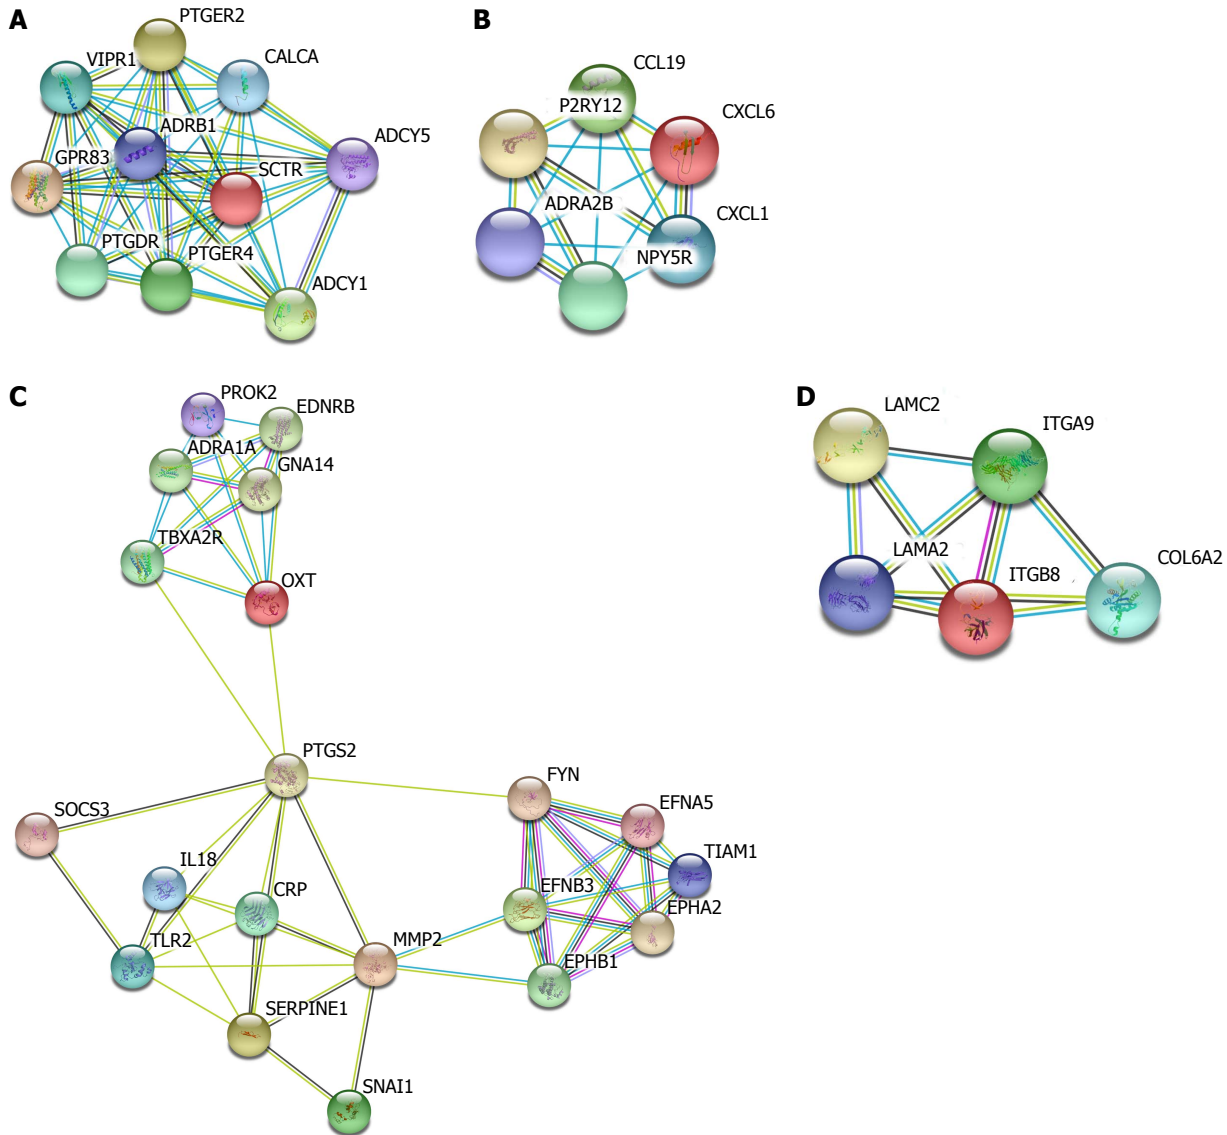 A
PTGER2
VIPR1
CALCA
ADRB1
ADCY5
GPR83
SCTR
PTGDR
PTGER4
ADCY1
B
CCL19
P2RY12
CXCL6
ADRA2B
CXCL1
NPY5R
C
PROK2
EDNRB
ADRA1A
GNA14
TBXA2R
OXT
PTGS2
FYN
SOCS3
EFNA5
IL18
TIAM1
CRP
EFNB3
EPHA2
TLR2
MMP2
EPHB1
SERPINE1
SNAI1
D
LAMC2
ITGA9
LAMA2
ITGB8
COL6A2